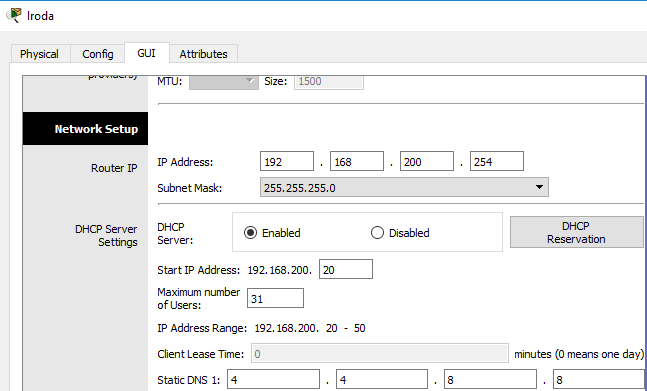 Iroda
Physical Config GUI Attributes
providers)
MTU: Size: 1500
Network Setup
Router IP
IP Address: 192 . 168 . 200 . 254
Subnet Mask: 255.255.255.0
DHCP Server
Settings
DHCP
Server:
Enabled Disabled
DHCP
Reservation
Start IP Address: 192.168.200. 20
Maximum number
of Users:
31
IP Address Range: 192.168.200. 20 - 50
Client Lease Time: 0 minutes (0 means one day)
Static DNS 1: 4 . 4 . 8 . 8